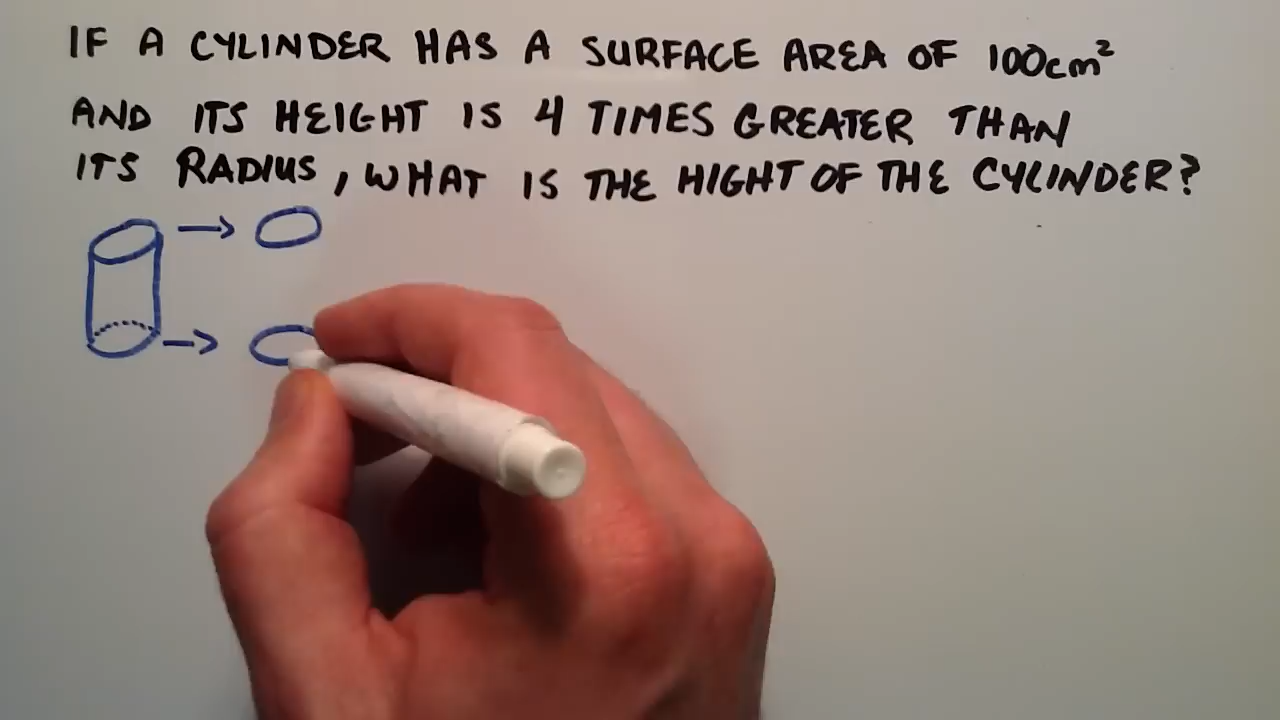 IF A CYLINDER HAS A SURFACE AREA OF 100cm²
AND ITS HEIGHT IS 4 TIMES GREATER THAN
ITS RADIUS, WHAT IS THE HIGHT OF THE CYLINDER?